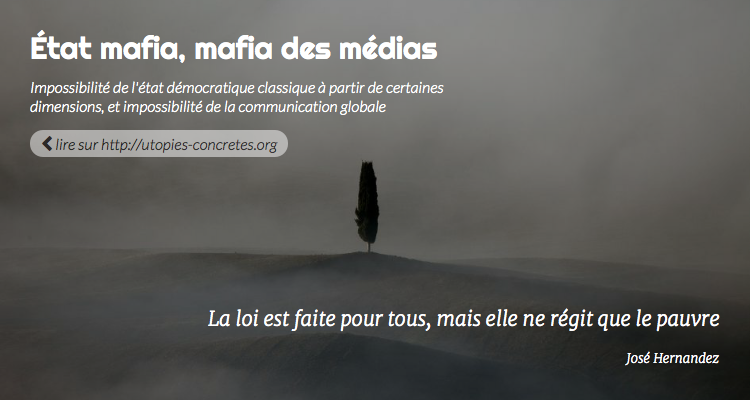 État mafia, mafia des médias
Impossibilité de l'état démocratique classique à partir de certaines
dimensions, et impossibilité de la communication globale
lire sur http://utopies-concretes.org
La loi est faite pour tous, mais elle ne régit que le pauvre
José Hernandez